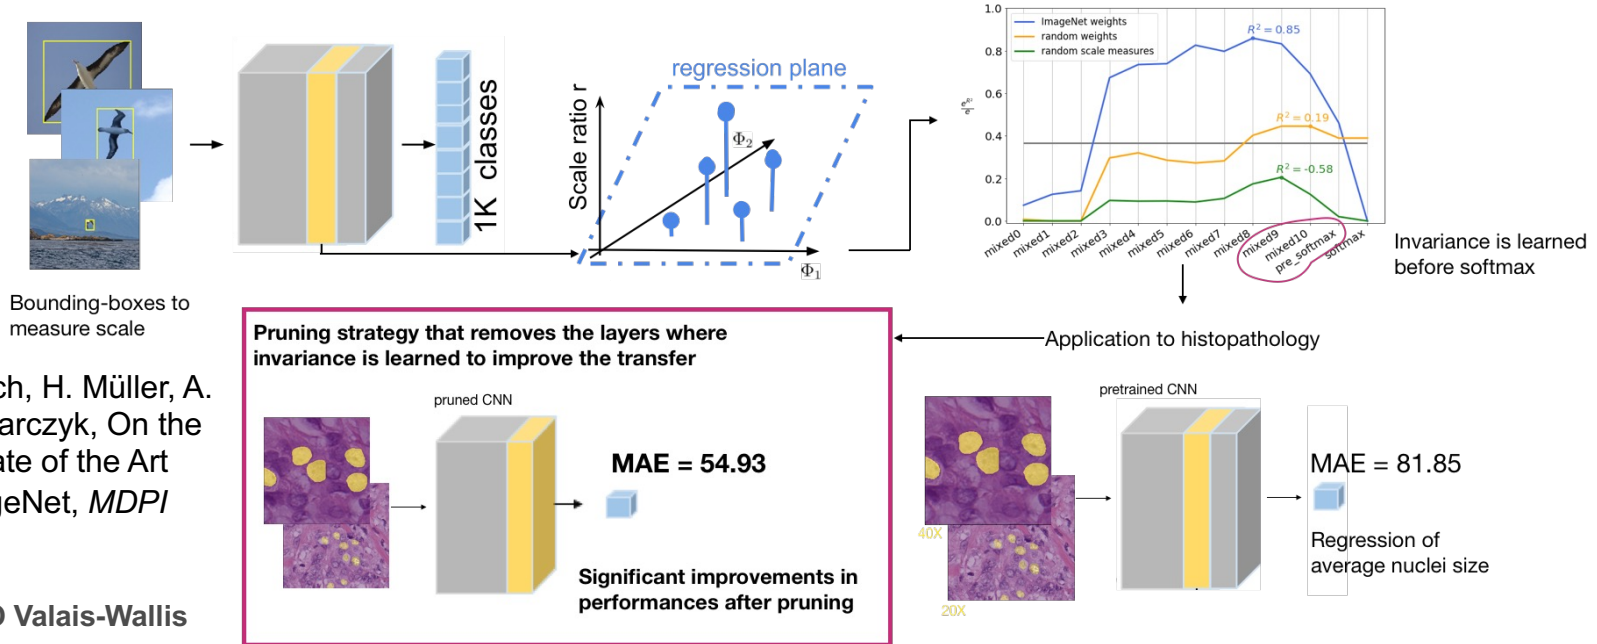 1K classes
regression plane
Scale ratio r
Φ2
Φ1
1.0
0.8
0.6
0.4
0.2
0.0
ImageNet weights
random weights
random scale measures
R² = 0.85
R² = 0.19
R² = -0.58
mixed0
mixed1
mixed2
mixed3
mixed4
mixed5
mixed6
mixed7
mixed8
mixed9
mixed10
pre_softmax
softmax
Invariance is learned
before softmax
Bounding-boxes to
measure scale
Pruning strategy that removes the layers where
invariance is learned to improve the transfer
pruned CNN
MAE = 54.93
Significant improvements in
performances after pruning
Application to histopathology
pretrained CNN
40X
20X
MAE = 81.85
Regression of
average nuclei size
ch, H. Müller, A.
arczyk, On the
ate of the Art
geNet, MDPI
Valais-Wallis